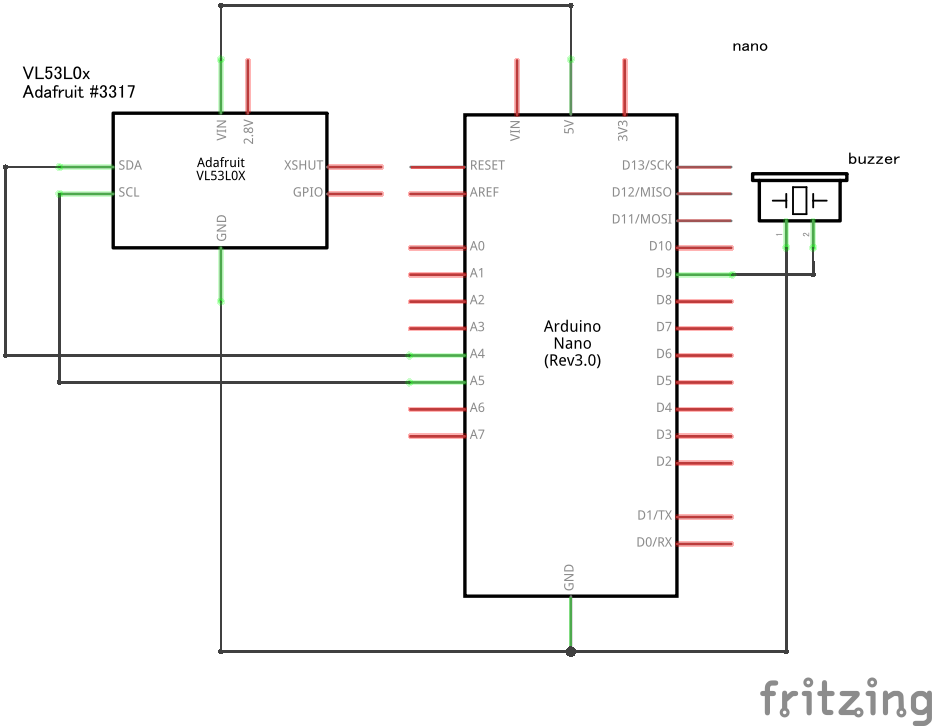 nano
VL53L0x
Adafruit #3317
VIN
2.8V
Adafruit
VL53L0X
SDA
SCL
XSHUT
GPIO
GND
VIN
5V
3V3
RESET
AREF
A0
A1
A2
A3
A4
A5
A6
A7
Arduino
Nano
(Rev3.0)
D13/SCK
D12/MISO
D11/MOSI
D10
D9
D8
D7
D6
D5
D4
D3
D2
D1/TX
D0/RX
GND
buzzer
1
2
fritzing